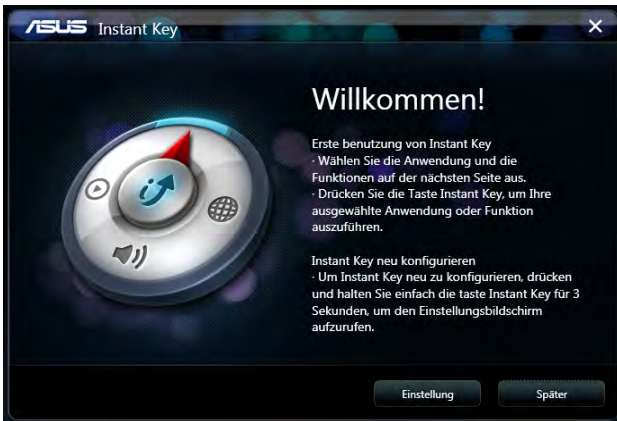 ASUS Instant Key
Willkommen!
Erste benutzung von Instant Key
· Wählen Sie die Anwendung und die
Funktionen auf der nächsten Seite aus.
· Drücken Sie die Taste Instant Key, um Ihre
ausgewählte Anwendung oder Funktion
auszuführen.
Instant Key neu konfigurieren
· Um Instant Key neu zu konfigurieren, drücken
und halten Sie einfach die taste Instant Key für 3
Sekunden, um den Einstellungsbildschirm
aufzurufen.
Einstellung
Später